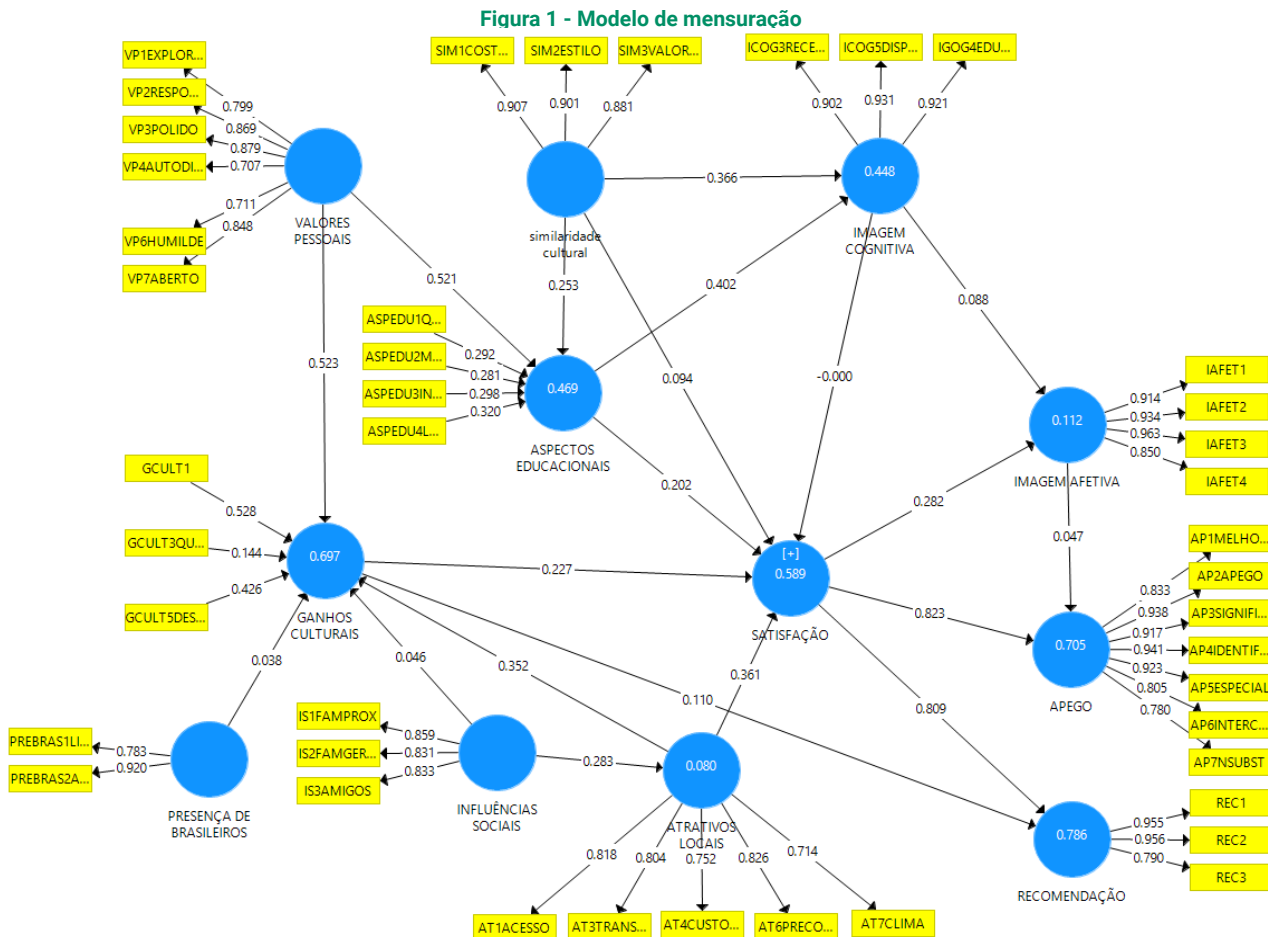 Figura 1 - Modelo de mensuração
VP1EXPLOR...
VP2RESPO...
VP3POLIDO
VP4AUTODI...
VP6HUMILDE
VP7ABERTO
0.799
0.869
0.879
0.707
0.711
0.848
VALORES
PESSOAIS
SIM1COST...
SIM2ESTILO
SIM3VALOR...
0.907
0.901
0.881
similaridade
cultural
ICOG3RECE...
ICOG5DISP...
IGOG4EDU...
0.902
0.931
0.921
0.448
IMAGEM
COGNITIVA
0.366
0.253
0.521
0.402
0.088
0.523
0.094
-0.000
ASPEDU1Q...
ASPEDU2M...
ASPEDU3IN...
ASPEDU4L...
0.292
0.281
0.298
0.320
0.469
ASPECTOS
EDUCACIONAIS
0.202
IAFET1
IAFET2
IAFET3
IAFET4
0.914
0.934
0.963
0.850
0.112
IMAGEM AFETIVA
0.282
0.047
GCULT1
GCULT3QU...
GCULT5DES...
0.528
0.144
0.426
0.697
GANHOS
CULTURAIS
0.227
[+]
0.589
SATISFAÇÃO
0.823
AP1MELHO...
AP2APEGO
AP3SIGNIFI...
AP4IDENTIF...
AP5ESPECIAL
AP6INTERC...
AP7NSUBST
0.833
0.938
0.917
0.941
0.923
0.805
0.780
0.705
APEGO
0.038
0.046
0.352
0.361
0.110
0.809
PREBRAS1LI...
PREBRAS2A...
0.783
0.920
PRESENÇA DE
BRASILEIROS
IS1FAMPROX
IS2FAMGER...
IS3AMIGOS
0.859
0.831
0.833
INFLUÊNCIAS
SOCIAIS
0.283
0.080
ATRATIVOS
LOCAIS
0.818
0.804
0.752
0.826
0.714
AT1ACESSO
AT3TRANS...
AT4CUSTO...
AT6PRECO...
AT7CLIMA
REC1
REC2
REC3
0.955
0.956
0.790
0.786
RECOMENDAÇÃO